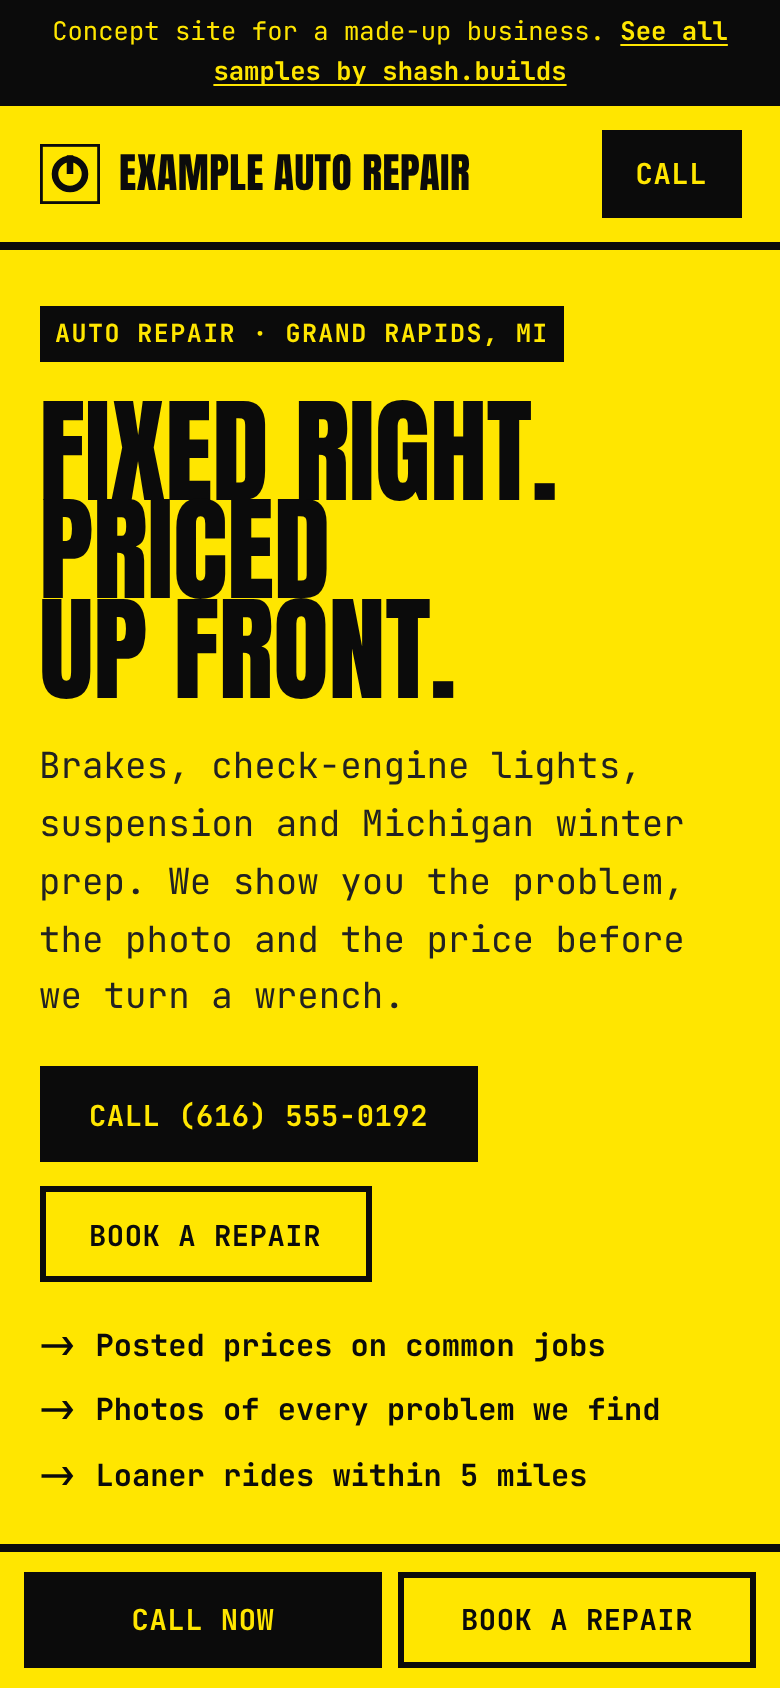 Concept site for a made-up business. See all
samples by shash.builds
EXAMPLE AUTO REPAIR
CALL
AUTO REPAIR · GRAND RAPIDS, MI
FIXED RIGHT.
PRICED
UP FRONT.
Brakes, check-engine lights,
suspension and Michigan winter
prep. We show you the problem,
the photo and the price before
we turn a wrench.
CALL (616) 555-0192
BOOK A REPAIR
→ Posted prices on common jobs
→ Photos of every problem we find
→ Loaner rides within 5 miles
CALL NOW
BOOK A REPAIR